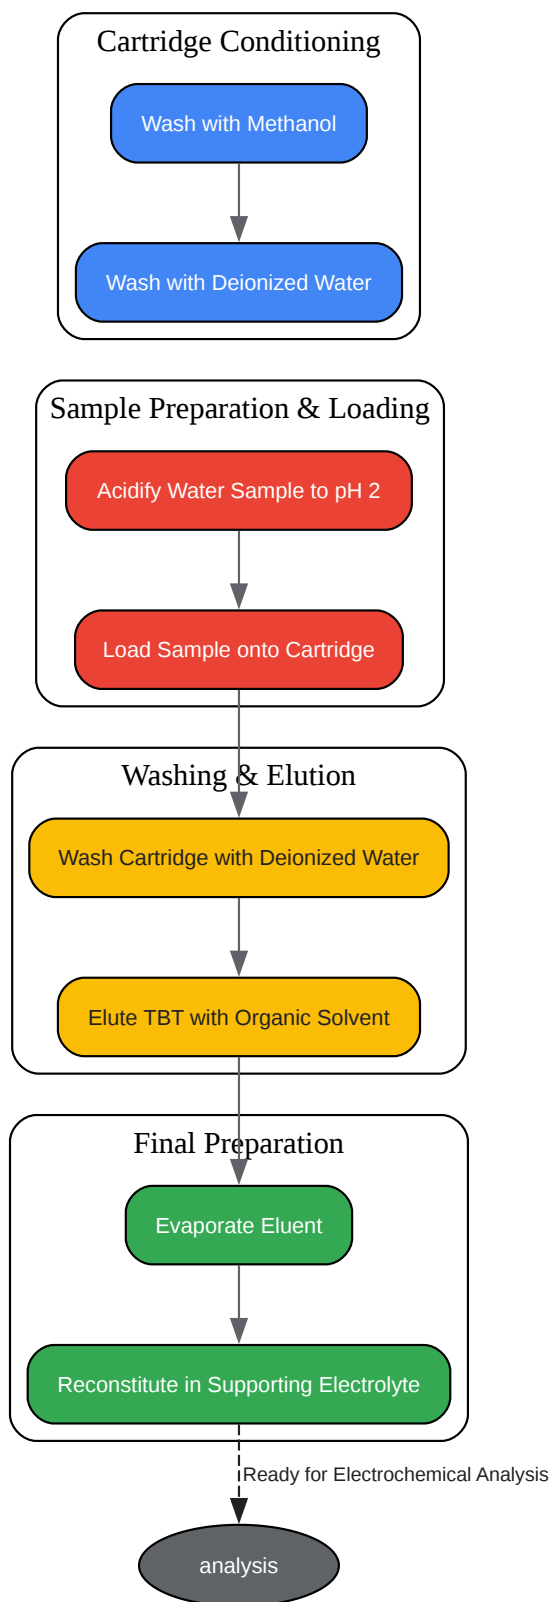 Cartridge Conditioning
Wash with Methanol
Wash with Deionized Water
Sample Preparation & Loading
Acidify Water Sample to pH 2
Load Sample onto Cartridge
Washing & Elution
Wash Cartridge with Deionized Water
Elute TBT with Organic Solvent
Final Preparation
Evaporate Eluent
Reconstitute in Supporting Electrolyte
Ready for Electrochemical Analysis
analysis